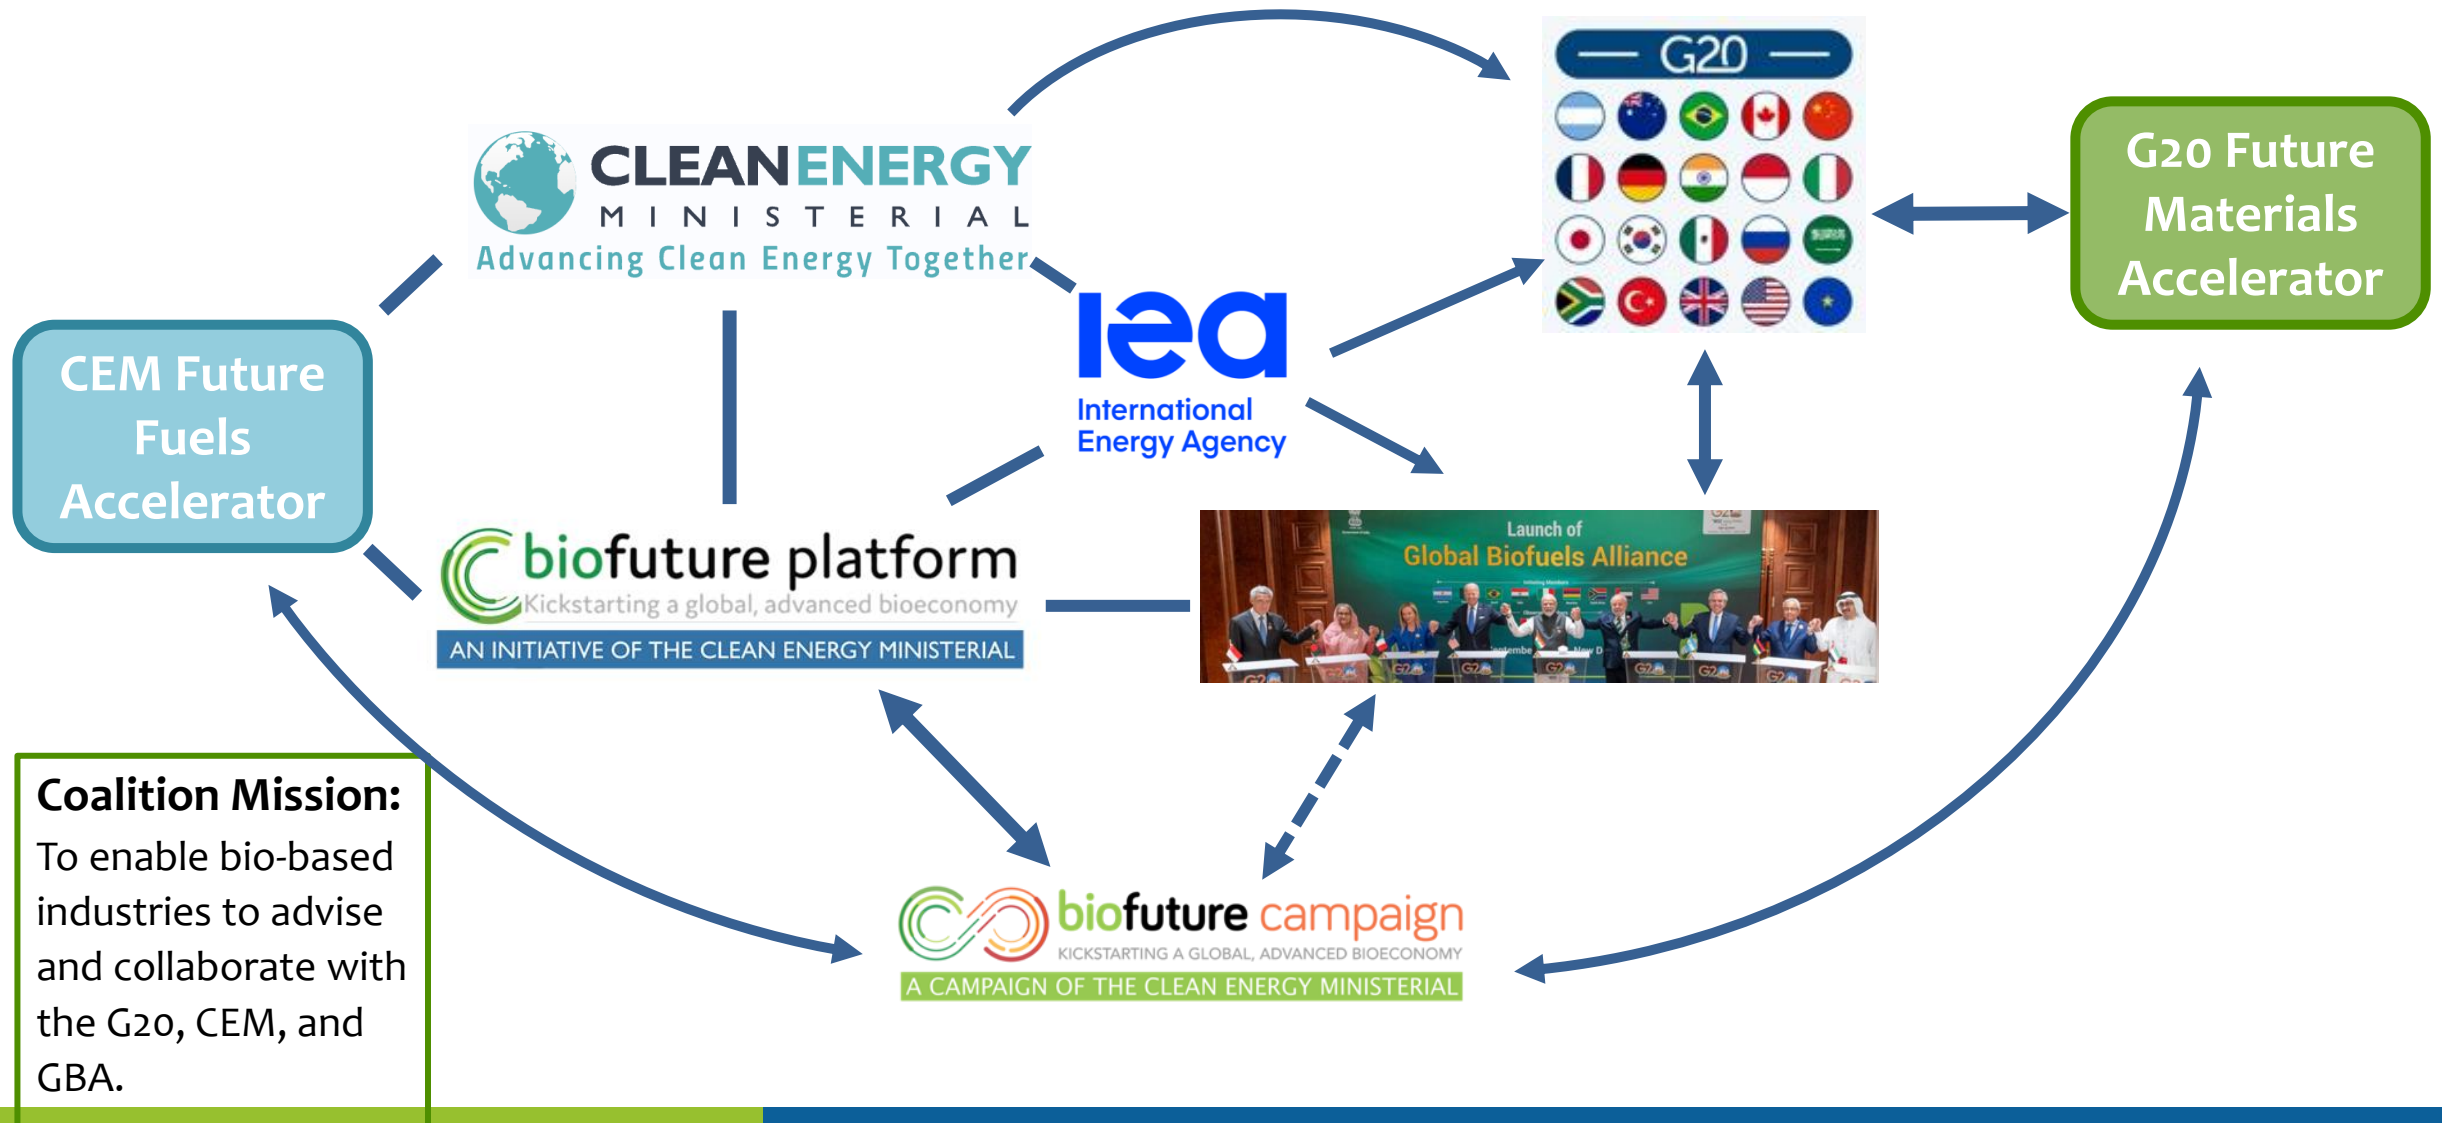 G20
CLEANENERGY
MINISTERIAL
Advancing Clean Energy Together
G20 Future
Materials
Accelerator
iea
International
Energy Agency
CEM Future
Fuels
Accelerator
biofuture platform
Kickstarting a global, advanced bioeconomy
AN INITIATIVE OF THE CLEAN ENERGY MINISTERIAL
Launch of
Global Biofuels Alliance
Coalition Mission:
To enable bio-based
industries to advise
and collaborate with
the G20, CEM, and
GBA.
biofuture campaign
KICKSTARTING A GLOBAL, ADVANCED BIOECONOMY
A CAMPAIGN OF THE CLEAN ENERGY MINISTERIAL